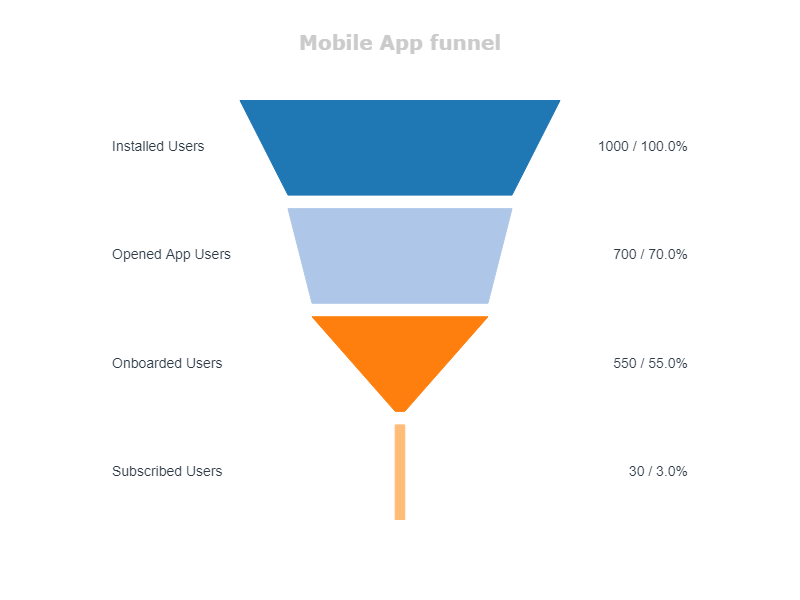 Mobile App funnel
Installed Users 1000 / 100.0%
Opened App Users 700 / 70.0%
Onboarded Users 550 / 55.0%
Subscribed Users 30 / 3.0%